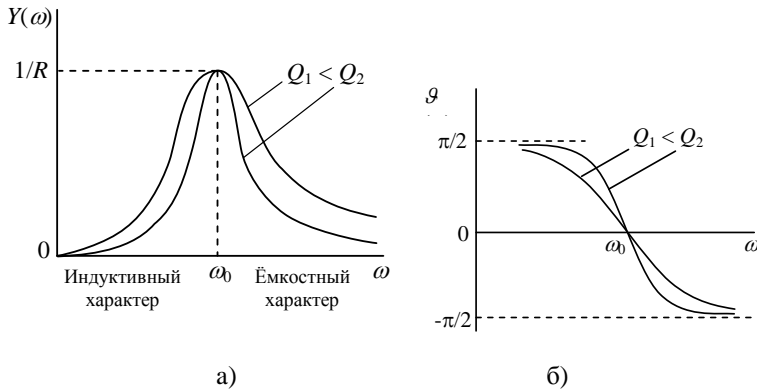 Y(ω)
1/R
Q₁ < Q₂
0
ω₀
ω
Индуктивный
характер
Ёмкостный
характер
а)
ϑ
π/2
Q₁ < Q₂
0
ω₀
ω
-π/2
б)